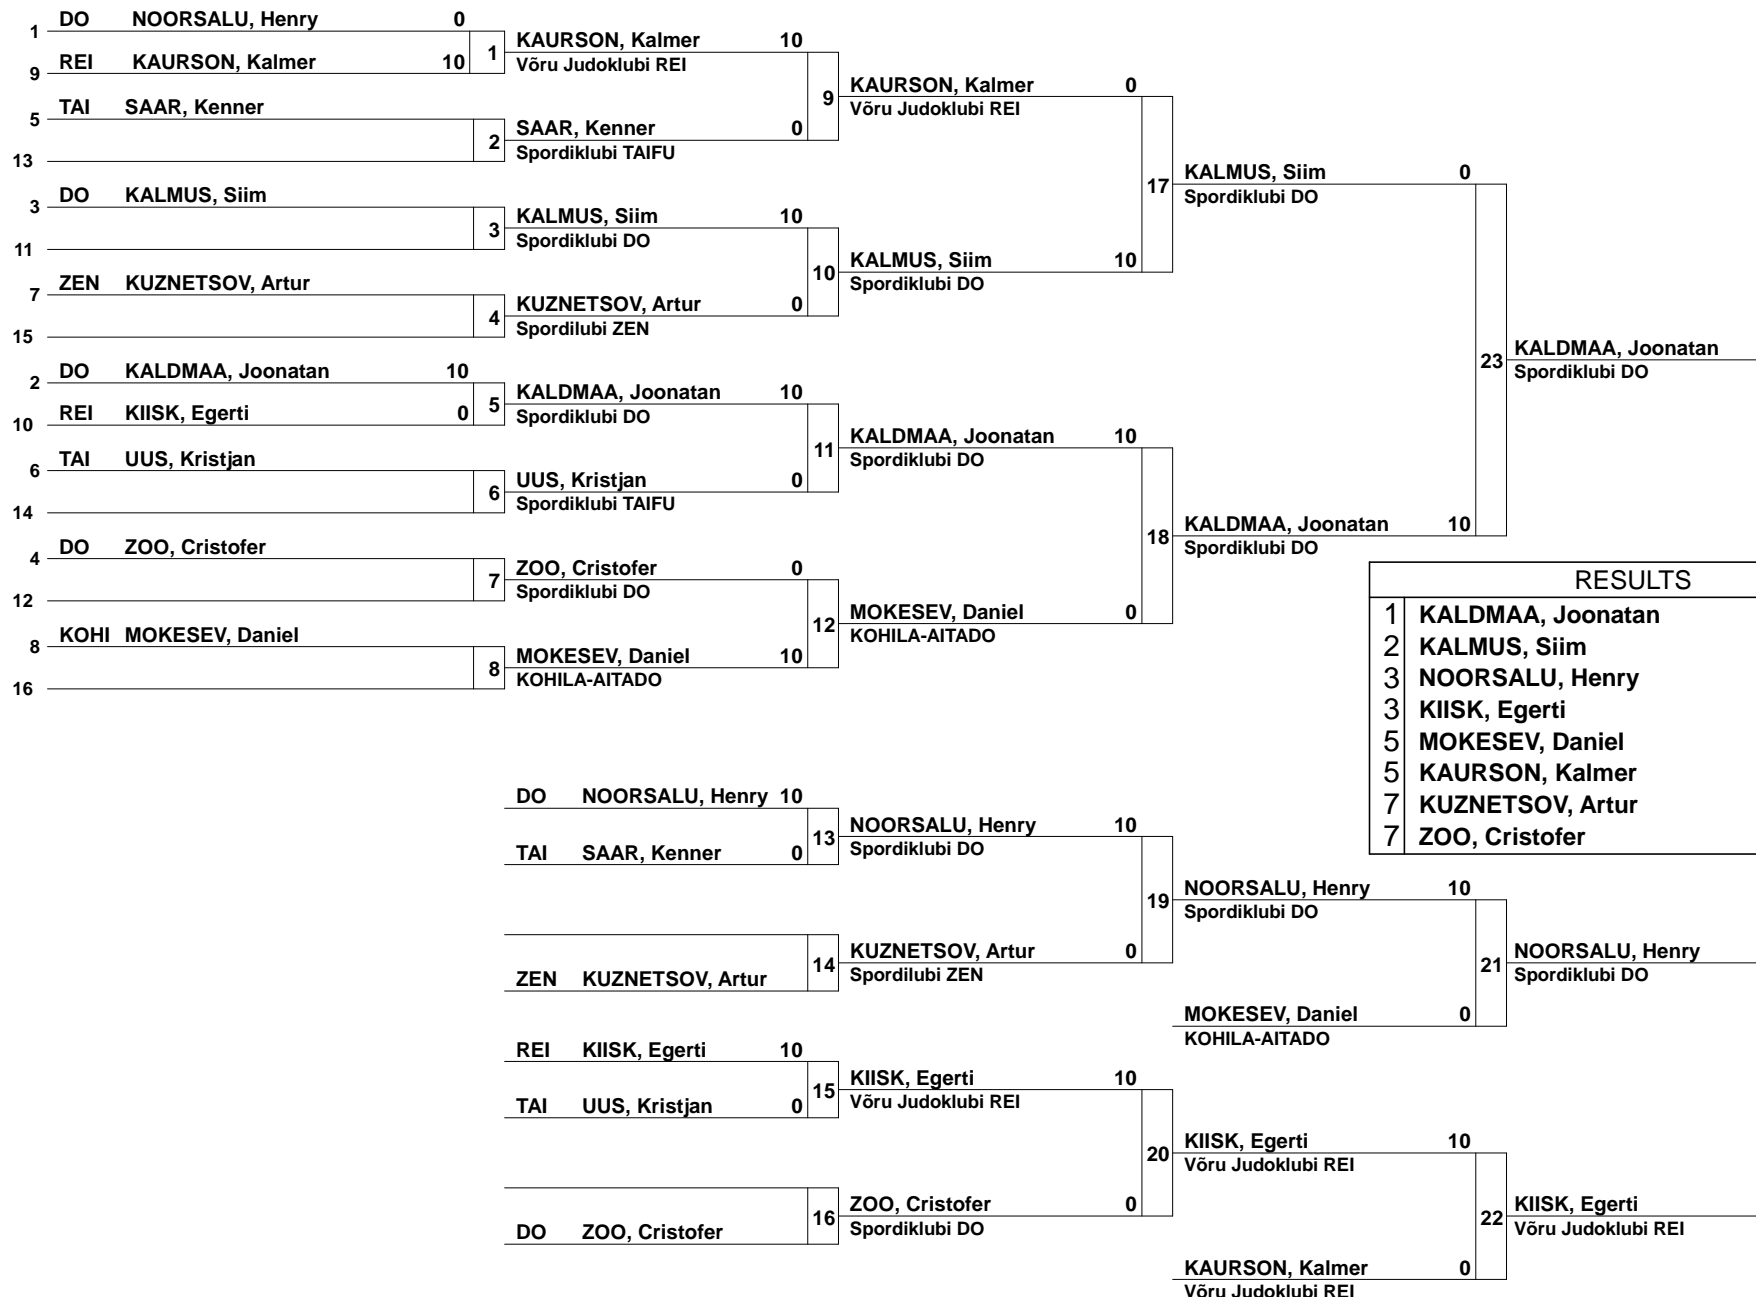 DO NOORSALU, Henry 0
1
REI KAURSON, Kalmer 10
9
1
KAURSON, Kalmer 10
Võru Judoklubi REI
TAI SAAR, Kenner
5
13
2
SAAR, Kenner 0
Spordiklubi TAIFU
9
KAURSON, Kalmer 0
Võru Judoklubi REI
DO KALMUS, Siim
3
11
3
KALMUS, Siim 10
Spordiklubi DO
ZEN KUZNETSOV, Artur
7
15
4
KUZNETSOV, Artur 0
Spordilubi ZEN
10
KALMUS, Siim 10
Spordiklubi DO
17
KALMUS, Siim 0
Spordiklubi DO
DO KALDMAA, Joonatan 10
2
REI KIISK, Egerti 0
10
5
KALDMAA, Joonatan 10
Spordiklubi DO
TAI UUS, Kristjan
6
14
6
UUS, Kristjan 0
Spordiklubi TAIFU
11
KALDMAA, Joonatan 10
Spordiklubi DO
DO ZOO, Cristofer
4
12
7
ZOO, Cristofer 0
Spordiklubi DO
KOHI MOKESEV, Daniel
8
16
8
MOKESEV, Daniel 10
KOHILA-AITADO
12
MOKESEV, Daniel 0
KOHILA-AITADO
18
KALDMAA, Joonatan 10
Spordiklubi DO
23
KALDMAA, Joonatan
Spordiklubi DO
RESULTS
1 KALDMAA, Joonatan
2 KALMUS, Siim
3 NOORSALU, Henry
3 KIISK, Egerti
5 MOKESEV, Daniel
5 KAURSON, Kalmer
7 KUZNETSOV, Artur
7 ZOO, Cristofer
DO NOORSALU, Henry 10
TAI SAAR, Kenner 0
13
NOORSALU, Henry 10
Spordiklubi DO
ZEN KUZNETSOV, Artur
14
KUZNETSOV, Artur 0
Spordilubi ZEN
19
NOORSALU, Henry 10
Spordiklubi DO
MOKESEV, Daniel 0
KOHILA-AITADO
21
NOORSALU, Henry
Spordiklubi DO
REI KIISK, Egerti 10
TAI UUS, Kristjan 0
15
KIISK, Egerti 10
Võru Judoklubi REI
DO ZOO, Cristofer
16
ZOO, Cristofer 0
Spordiklubi DO
20
KIISK, Egerti 10
Võru Judoklubi REI
KAURSON, Kalmer 0
Võru Judoklubi REI
22
KIISK, Egerti
Võru Judoklubi REI